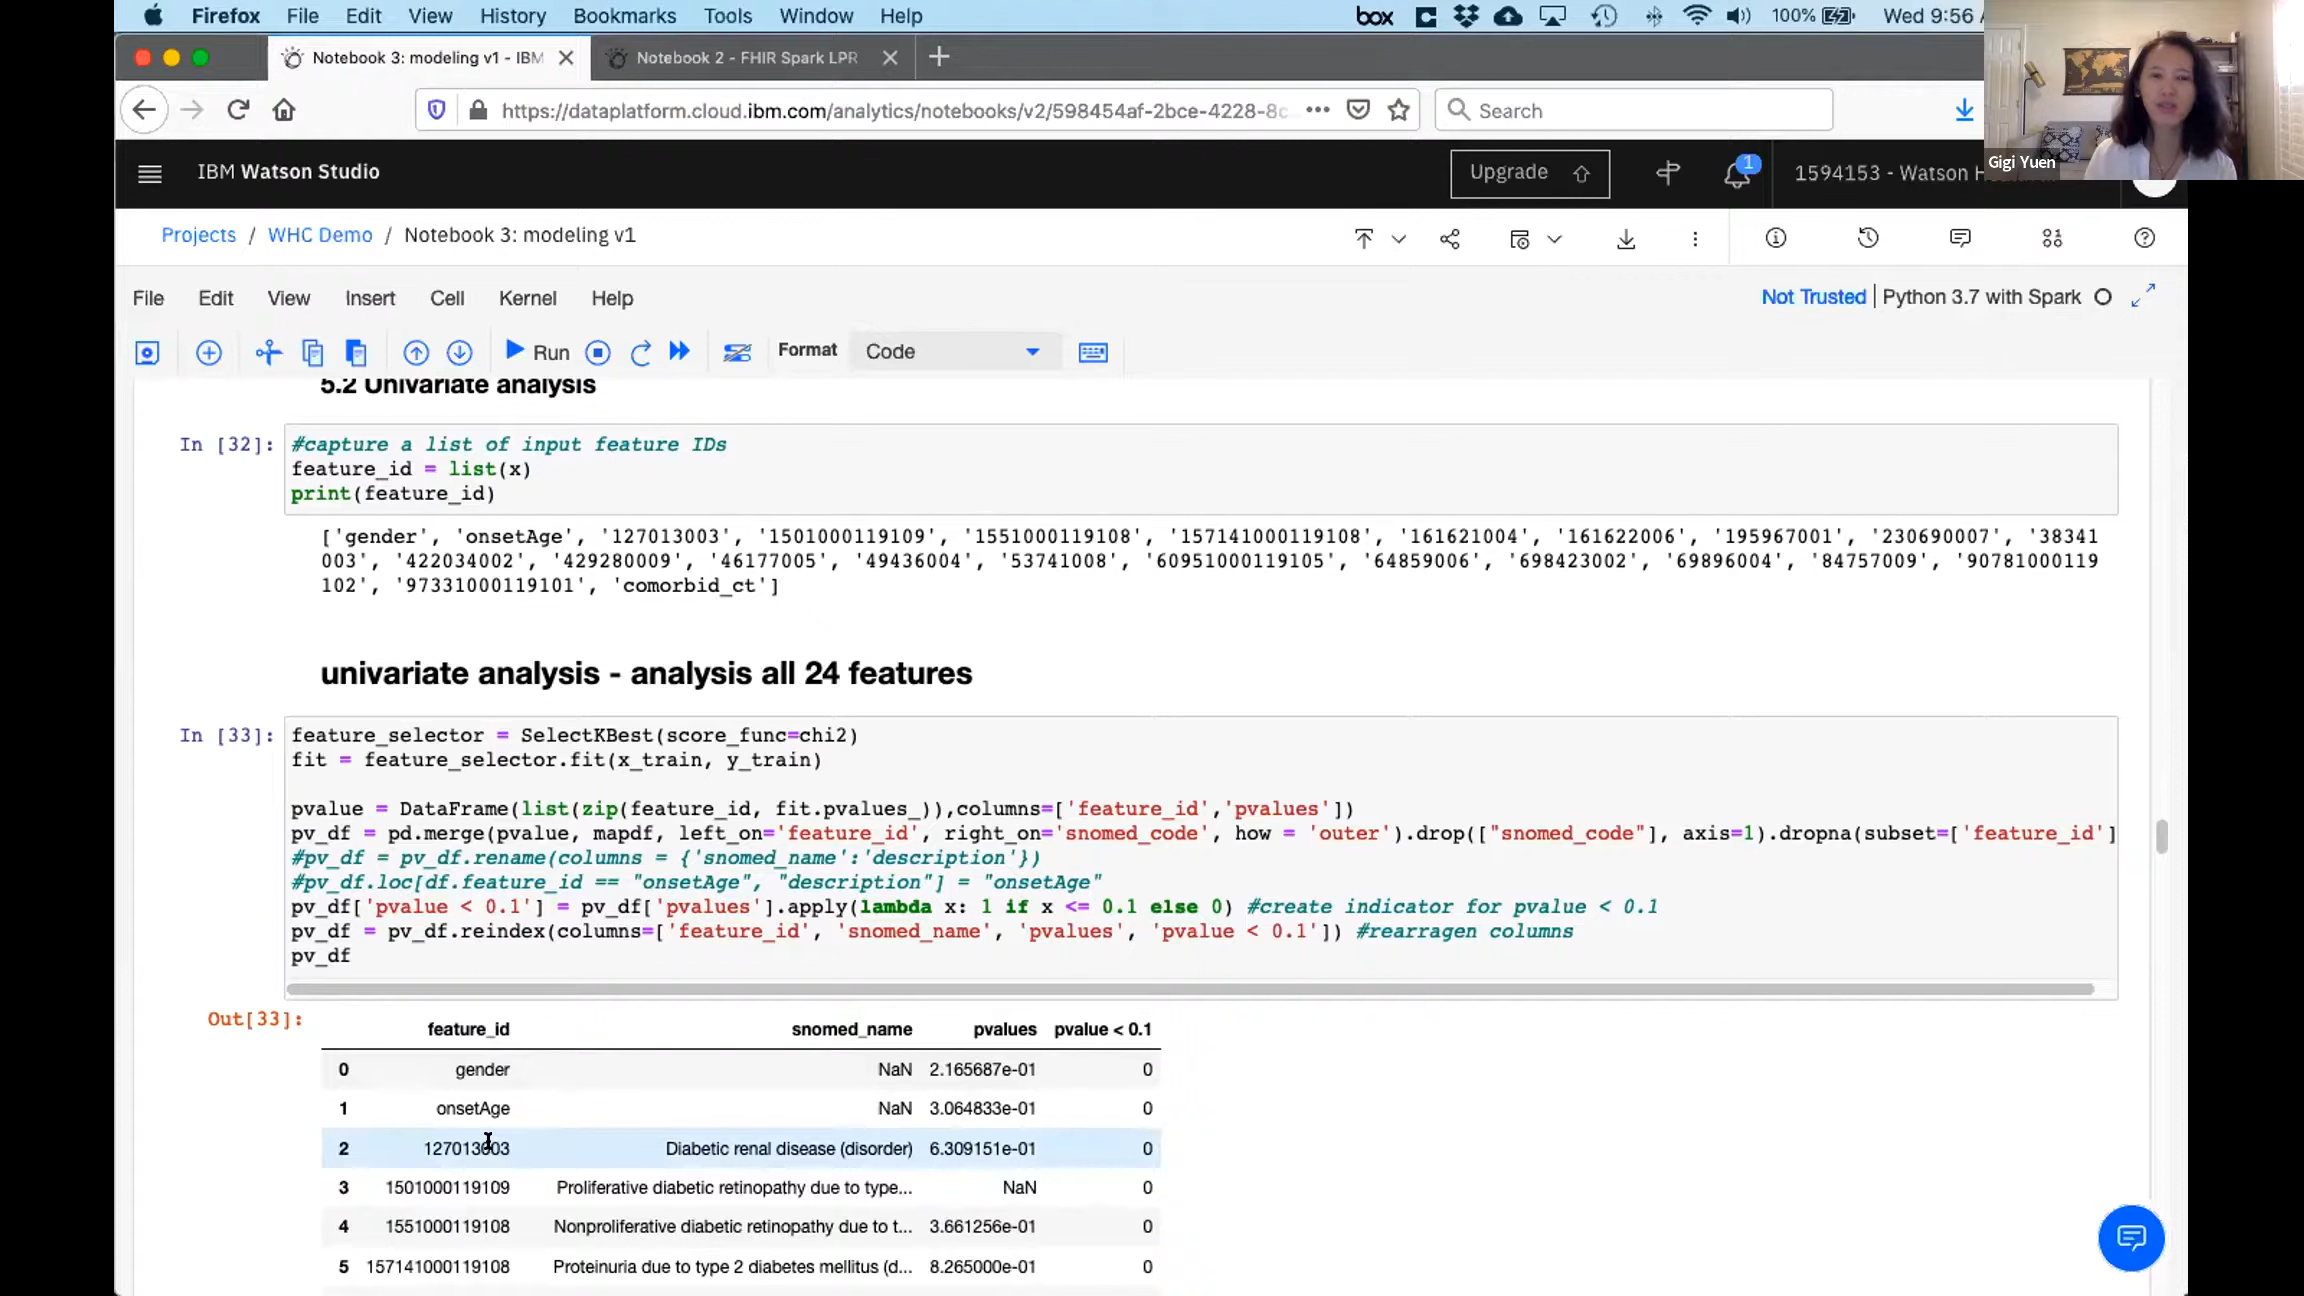 Firefox File Edit View History Bookmarks Tools Window Help box 100% Wed 9:56
Notebook 3: modeling v1 - IBM Notebook 2 - FHIR Spark LPR
https://dataplatform.cloud.ibm.com/analytics/notebooks/v2/598454af-2bce-4228-8c Search
Gigi Yuen
IBM Watson Studio Upgrade 1 1594153 - Watson
Projects / WHC Demo / Notebook 3: modeling v1
File Edit View Insert Cell Kernel Help Not Trusted | Python 3.7 with Spark
Run Format Code
5.2 Univariate analysis
In [32]: #capture a list of input feature IDs
feature_id = list(x)
print(feature_id)
['gender', 'onsetAge', '127013003', '1501000119109', '1551000119108', '157141000119108', '161621004', '161622006', '195967001', '230690007', '38341
003', '422034002', '429280009', '46177005', '49436004', '53741008', '60951000119105', '64859006', '698423002', '69896004', '84757009', '90781000119
102', '97331000119101', 'comorbid_ct']
univariate analysis - analysis all 24 features
In [33]: feature_selector = SelectKBest(score_func=chi2)
fit = feature_selector.fit(x_train, y_train)
pvalue = DataFrame(list(zip(feature_id, fit.pvalues_)),columns=['feature_id','pvalues'])
pv_df = pd.merge(pvalue, mapdf, left_on='feature_id', right_on='snomed_code', how = 'outer').drop(["snomed_code"], axis=1).dropna(subset=['feature_id']
#pv_df = pv_df.rename(columns = {'snomed_name':'description'})
#pv_df.loc[df.feature_id == "onsetAge", "description"] = "onsetAge"
pv_df['pvalue < 0.1'] = pv_df['pvalues'].apply(lambda x: 1 if x <= 0.1 else 0) #create indicator for pvalue < 0.1
pv_df = pv_df.reindex(columns=['feature_id', 'snomed_name', 'pvalues', 'pvalue < 0.1']) #rearragen columns
pv_df
Out[33]:
feature_id snomed_name pvalues pvalue < 0.1
0 gender NaN 2.165687e-01 0
1 onsetAge NaN 3.064833e-01 0
2 127013003 Diabetic renal disease (disorder) 6.309151e-01 0
3 1501000119109 Proliferative diabetic retinopathy due to type... NaN 0
4 1551000119108 Nonproliferative diabetic retinopathy due to t... 3.661256e-01 0
5 157141000119108 Proteinuria due to type 2 diabetes mellitus (d... 8.265000e-01 0